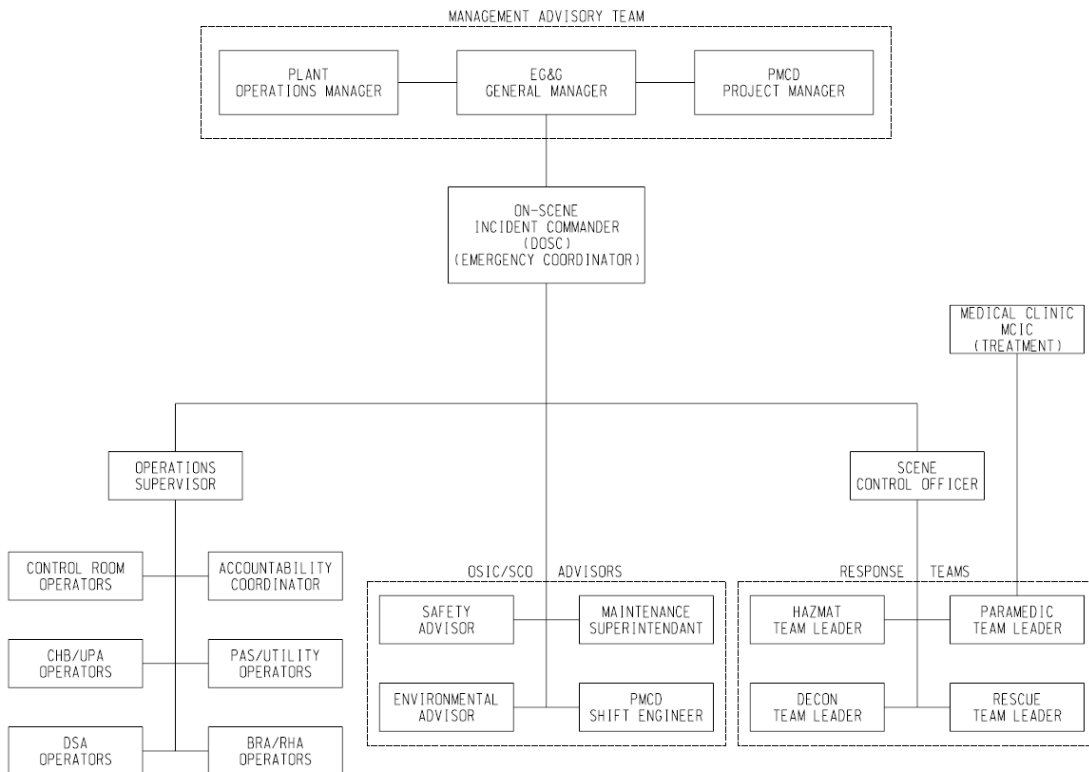 MANAGEMENT ADVISORY TEAM
PLANT
OPERATIONS MANAGER
EG&G
GENERAL MANAGER
PMCD
PROJECT MANAGER
ON-SCENE
INCIDENT COMMANDER
(DOSC)
(EMERGENCY COORDINATOR)
MEDICAL CLINIC
MCIC
(TREATMENT)
OPERATIONS
SUPERVISOR
SCENE
CONTROL OFFICER
CONTROL ROOM
OPERATORS
ACCOUNTABILITY
COORDINATOR
CHB/UPA
OPERATORS
PAS/UTILITY
OPERATORS
DSA
OPERATORS
BRA/RHA
OPERATORS
OSIC/SCO ADVISORS
SAFETY
ADVISOR
MAINTENANCE
SUPERINTENDANT
ENVIRONMENTAL
ADVISOR
PMCD
SHIFT ENGINEER
RESPONSE TEAMS
HAZMAT
TEAM LEADER
PARAMEDIC
TEAM LEADER
DECON
TEAM LEADER
RESCUE
TEAM LEADER